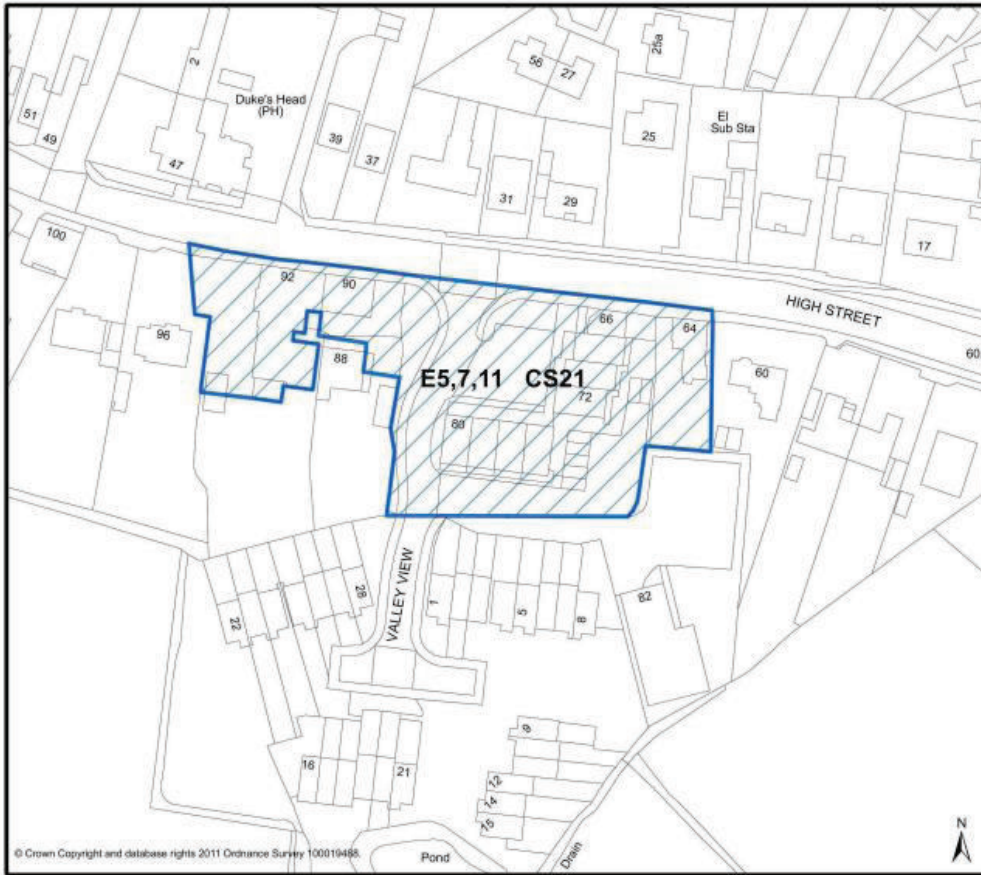 51
49
2
47
Duke's Head
(PH)
39
37
56
27
25a
31
29
25
El
Sub Sta
17
100
96
92
90
88
66
64
HIGH STREET
60
60
E5,7,11 CS21
72
80
VALLEY VIEW
22
28
1
5
8
82
16
21
9
12
14
15
Pond
Drain
N
© Crown Copyright and database rights 2011 Ordnance Survey 100019488.